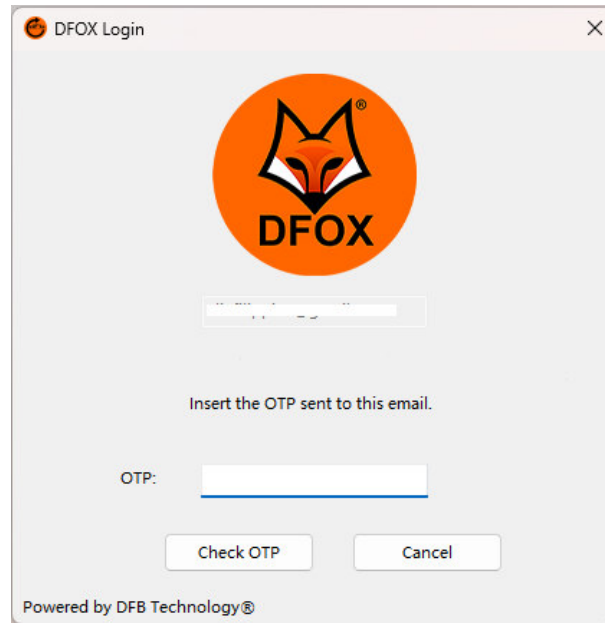 DFOX Login
®
DFOX
Insert the OTP sent to this email.
OTP:
Check OTP Cancel
Powered by DFB Technology®